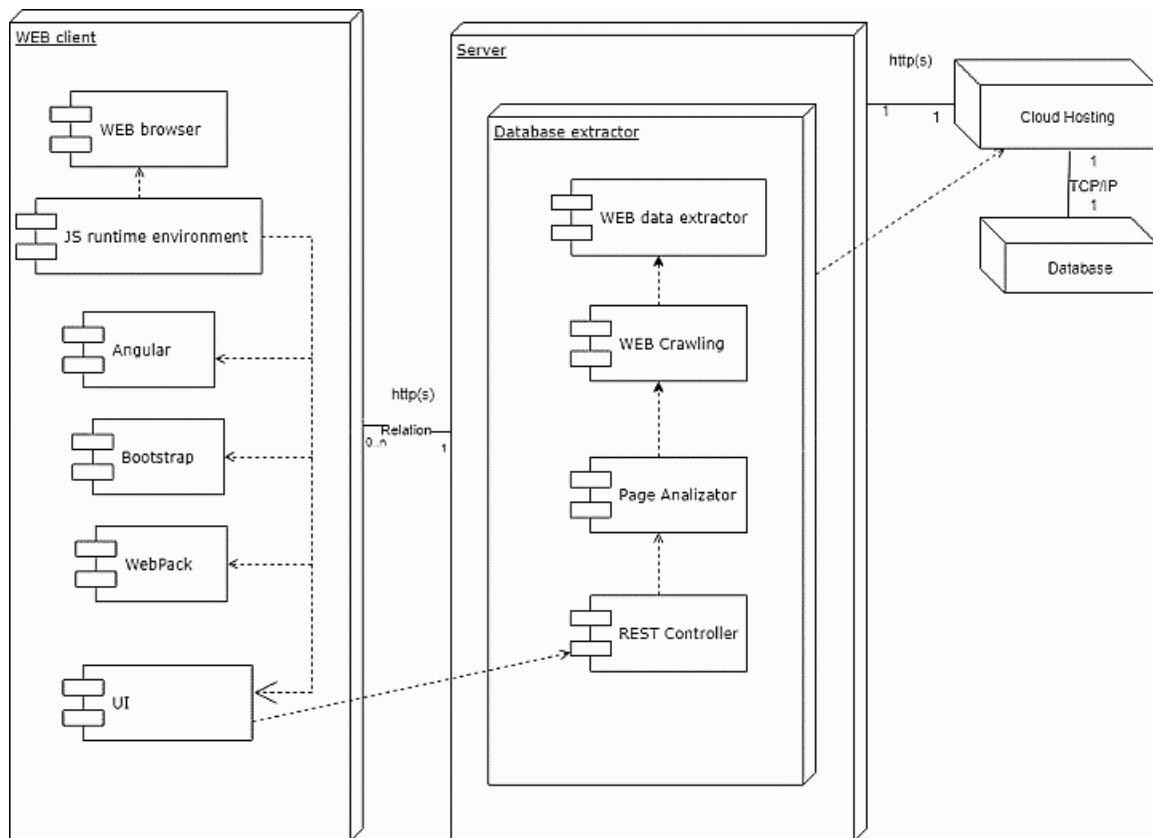 WEB client
WEB browser
JS runtime environment
Angular
Bootstrap
WebPack
UI
http(s)
Relation
0..n
1
Server
Database extractor
WEB data extractor
WEB Crawling
Page Analizator
REST Controller
http(s)
1
1
Cloud Hosting
1
TCP/IP
1
Database